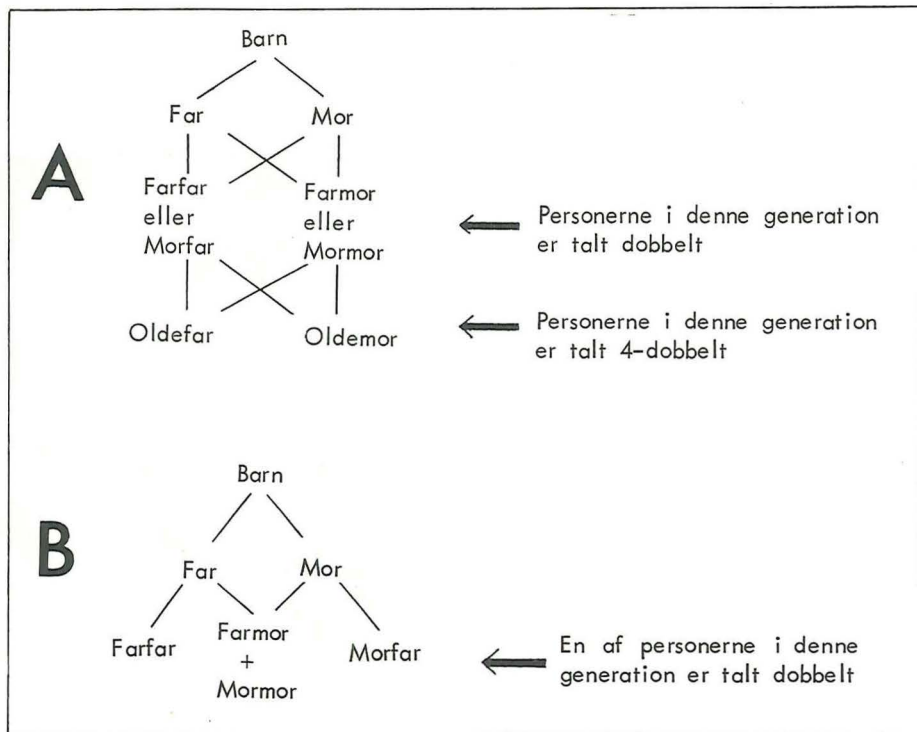 Barn
Far Mor
A
Farfar Farmor
eller eller
Morfar Mormor
Personerne i denne generation
er talt dobbelt
Oldefar Oldemor
Personerne i denne generation
er talt 4-dobbelt
Barn
B
Far Mor
Farfar Farmor Morfar
+
Mormor
En af personerne i denne
generation er talt dobbelt